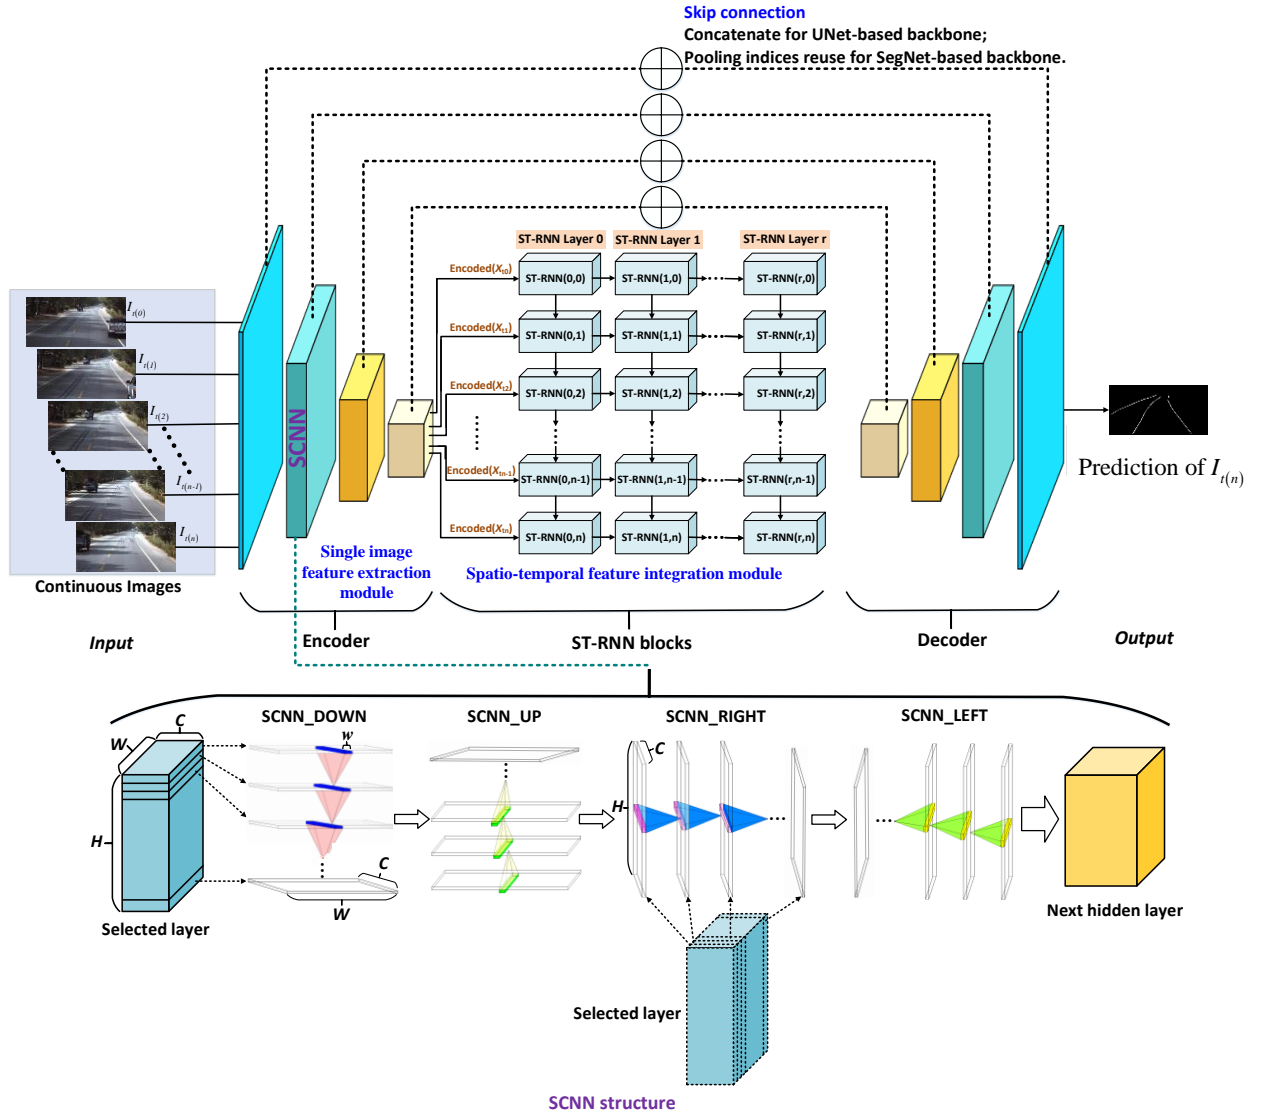 Skip connection
Concatenate for UNet-based backbone;
Pooling indices reuse for SegNet-based backbone.
ST-RNN Layer 0
ST-RNN Layer 1
ST-RNN Layer r
Encoded(X_t0)
ST-RNN(0,0)
ST-RNN(1,0)
ST-RNN(r,0)
I_t(0)
Encoded(X_t1)
ST-RNN(0,1)
ST-RNN(1,1)
ST-RNN(r,1)
I_t(1)
Encoded(X_t2)
ST-RNN(0,2)
ST-RNN(1,2)
ST-RNN(r,2)
I_t(2)
SCNN
Encoded(X_tn-1)
ST-RNN(0,n-1)
ST-RNN(1,n-1)
ST-RNN(r,n-1)
I_t(n-1)
Prediction of I_t(n)
Encoded(X_tn)
ST-RNN(0,n)
ST-RNN(1,n)
ST-RNN(r,n)
I_t(n)
Continuous Images
Single image
feature extraction
module
Spatio-temporal feature integration module
Input
Encoder
ST-RNN blocks
Decoder
Output
SCNN_DOWN
SCNN_UP
SCNN_RIGHT
SCNN_LEFT
C
W
w
C
H
H
C
W
Selected layer
Next hidden layer
Selected layer
SCNN structure